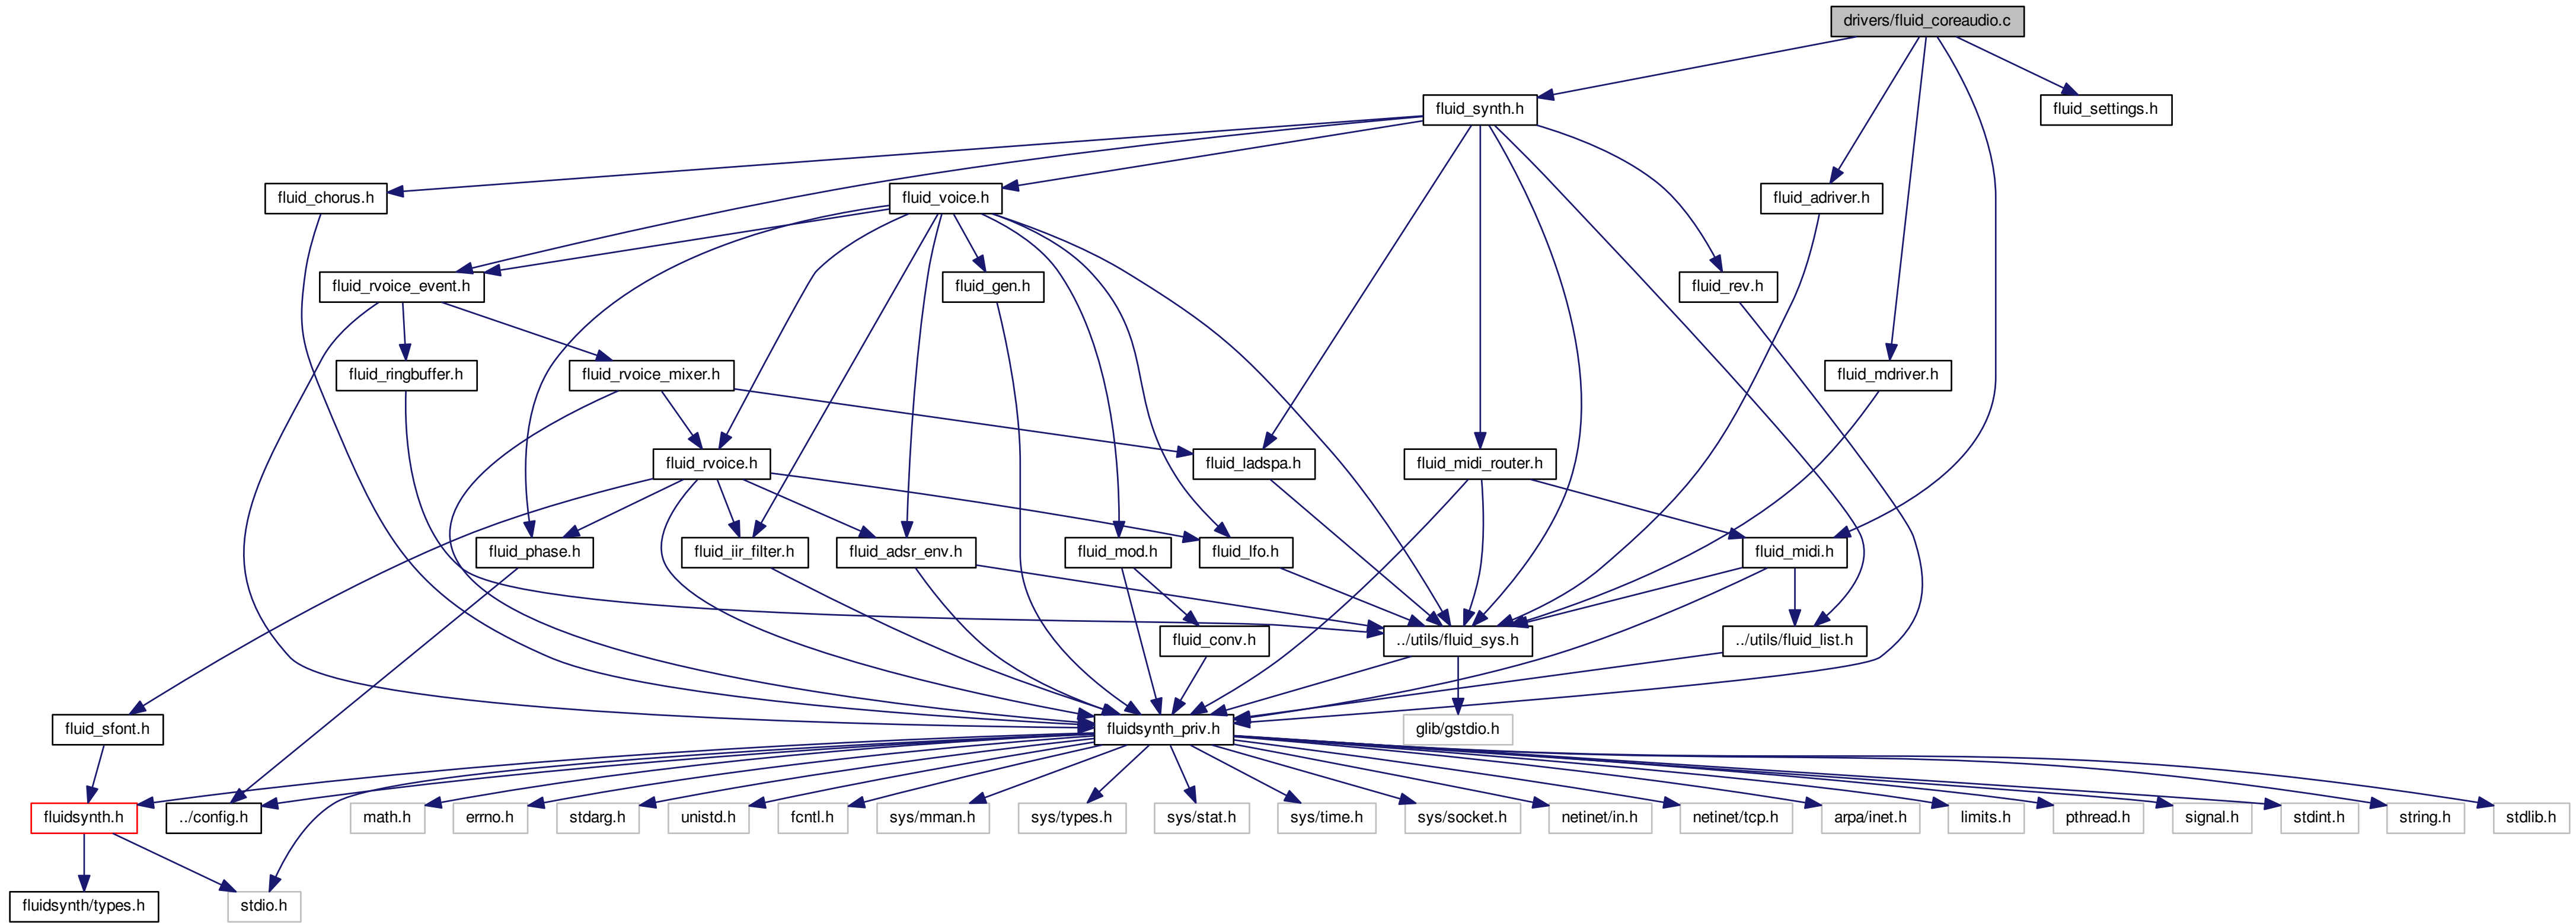 drivers/fluid_coreaudio.c
fluid_synth.h
fluid_settings.h
fluid_chorus.h
fluid_voice.h
fluid_adriver.h
fluid_rvoice_event.h
fluid_gen.h
fluid_rev.h
fluid_ringbuffer.h
fluid_rvoice_mixer.h
fluid_mdriver.h
fluid_rvoice.h
fluid_ladspa.h
fluid_midi_router.h
fluid_phase.h
fluid_iir_filter.h
fluid_adsr_env.h
fluid_mod.h
fluid_lfo.h
fluid_midi.h
fluid_conv.h
../utils/fluid_sys.h
../utils/fluid_list.h
fluid_sfont.h
fluidsynth_priv.h
glib/gstdio.h
fluidsynth.h
../config.h
math.h
errno.h
stdarg.h
unistd.h
fcntl.h
sys/mman.h
sys/types.h
sys/stat.h
sys/time.h
sys/socket.h
netinet/in.h
netinet/tcp.h
arpa/inet.h
limits.h
pthread.h
signal.h
stdint.h
string.h
stdlib.h
fluidsynth/types.h
stdio.h